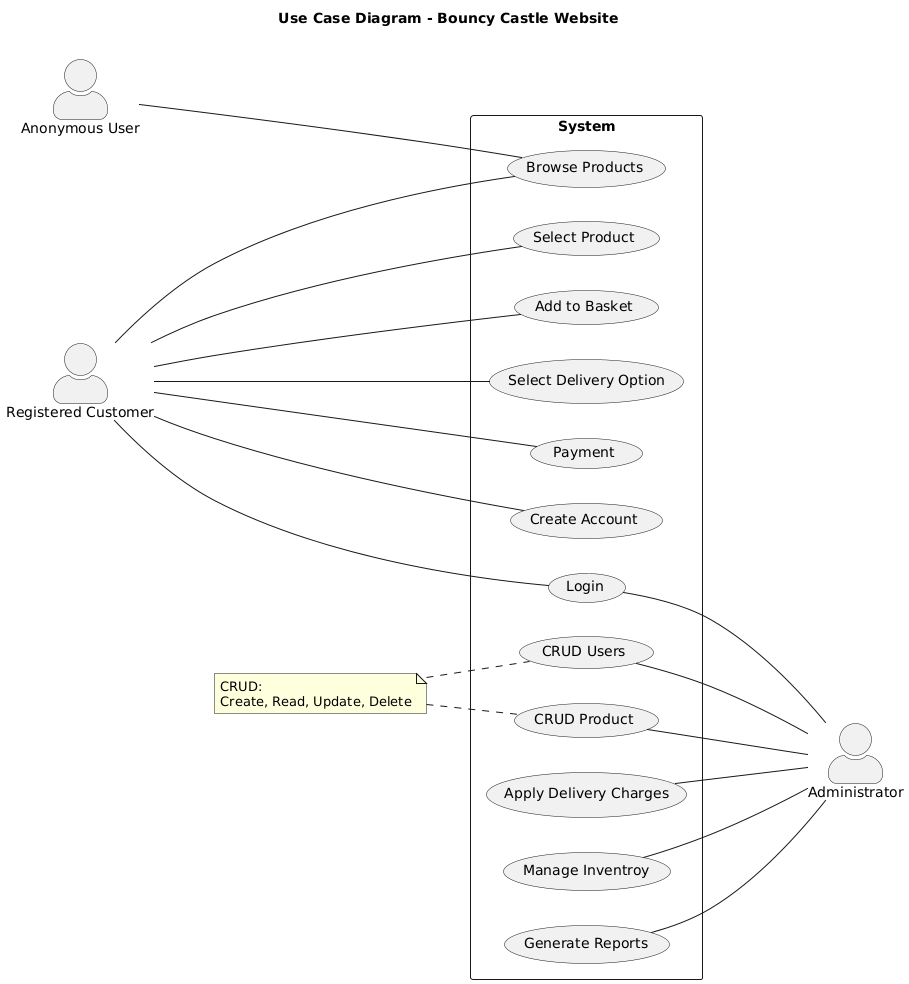 Use Case Diagram - Bouncy Castle Website
Anonymous User
System
Browse Products
Select Product
Add to Basket
Registered Customer
Select Delivery Option
Payment
Create Account
Login
CRUD Users
CRUD:
Create, Read, Update, Delete
CRUD Product
Administrator
Apply Delivery Charges
Manage Inventroy
Generate Reports